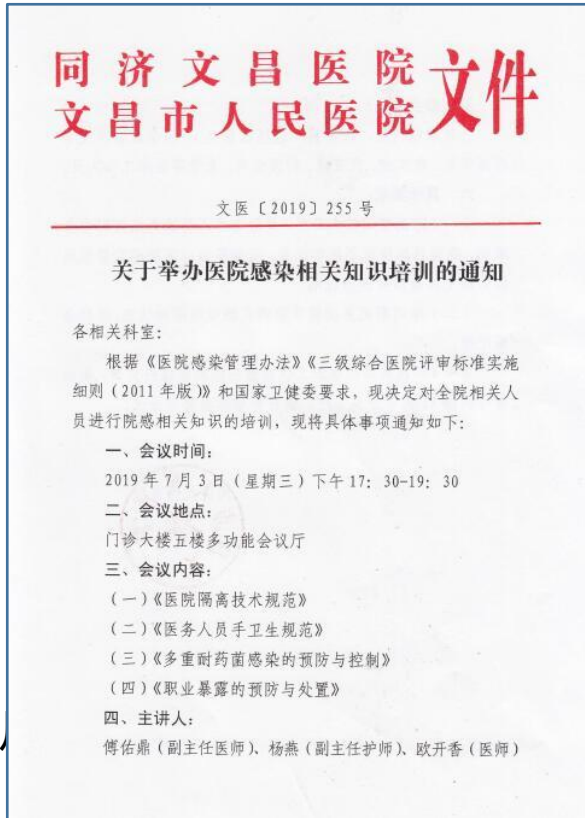 同济文昌医院
文昌市人民医院
文件
文医〔2019〕255号
关于举办医院感染相关知识培训的通知
各相关科室：
根据《医院感染管理办法》《三级综合医院评审标准实施
细则（2011年版）》和国家卫健委要求，现决定对全院相关人
员进行院感相关知识的培训，现将具体事项通知如下：
一、会议时间：
2019年7月3日（星期三）下午17：30-19：30
二、会议地点：
门诊大楼五楼多功能会议厅
三、会议内容：
（一）《医院隔离技术规范》
（二）《医务人员手卫生规范》
（三）《多重耐药菌感染的预防与控制》
（四）《职业暴露的预防与处置》
四、主讲人：
傅佑鼎（副主任医师）、杨燕（副主任护师）、欧开香（医师）